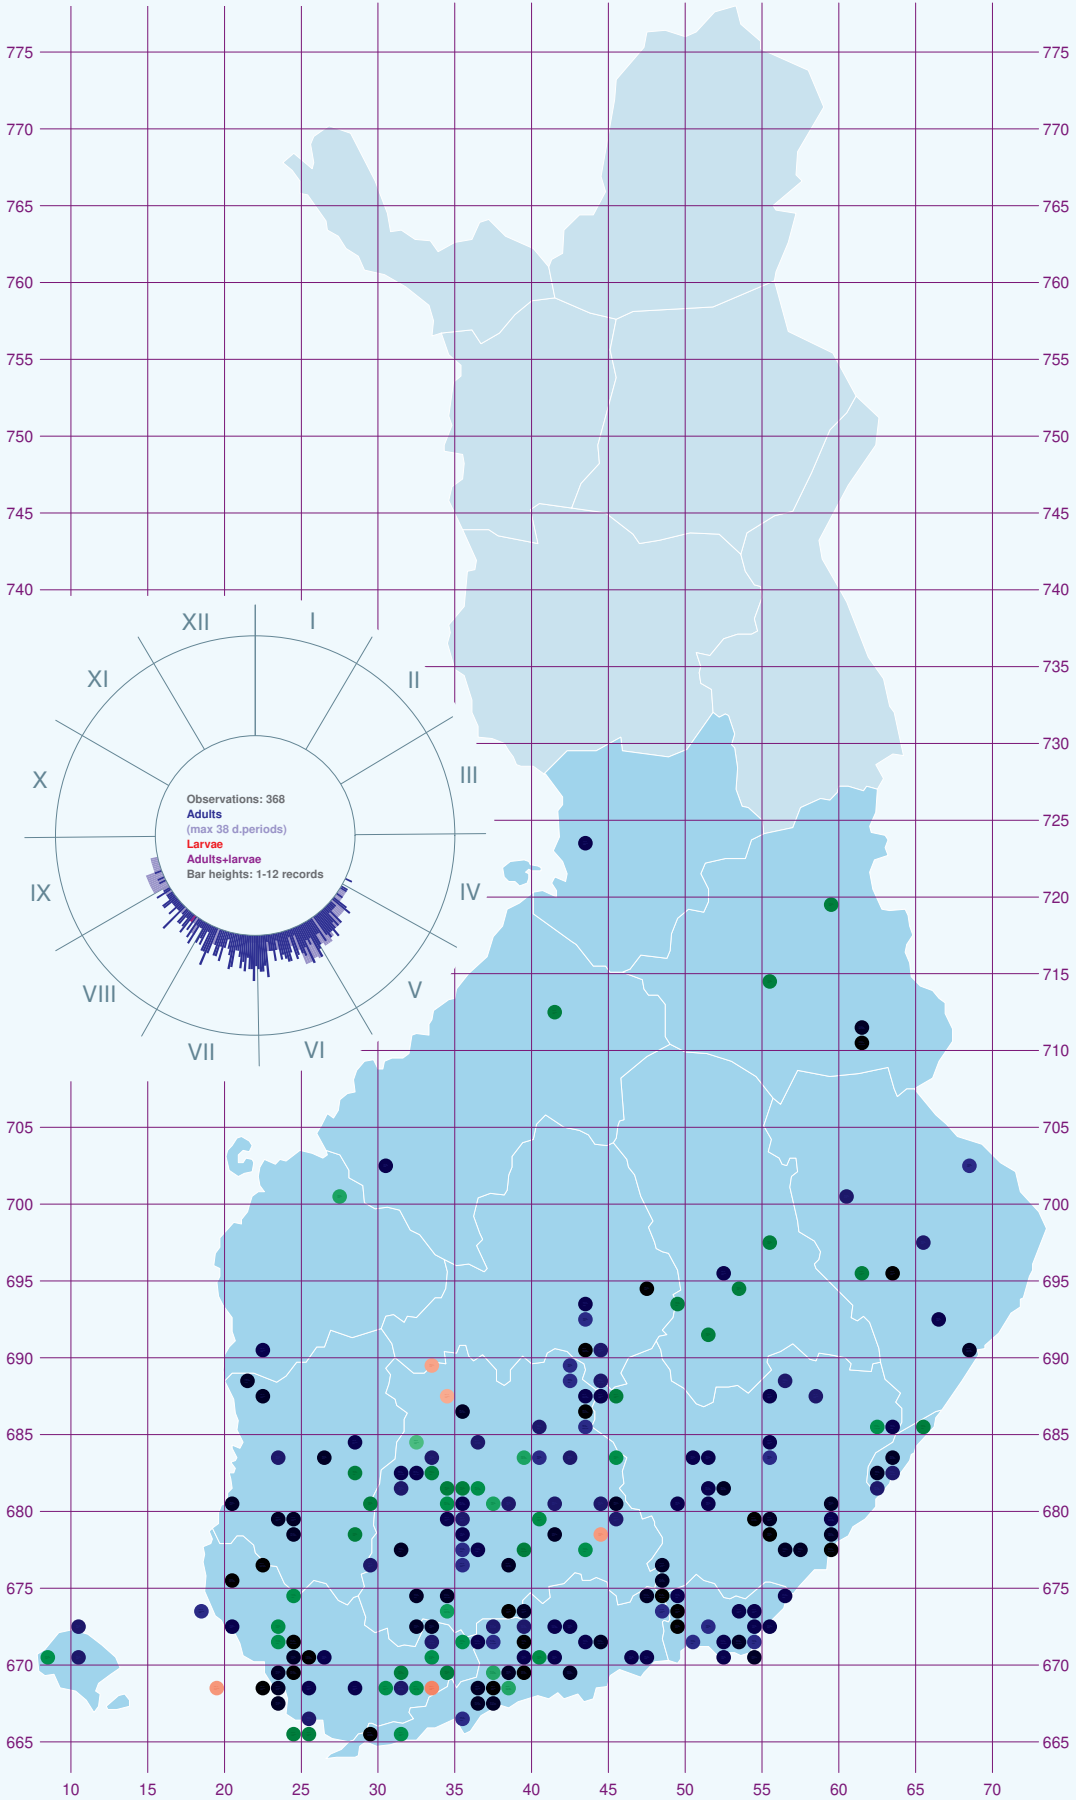 775 775
770 770
765 765
760 760
755 755
750 750
745 745
740 740
XII I
735
XI II
730
X III
Observations: 368
Adults
(max 38 d.periods)
Larvae
Adults+larvae
Bar heights: 1-12 records
725
IX IV
720
VIII V
715
VII VI
710
705 705
700 700
695 695
690 690
685 685
680 680
675 675
670 670
665 665
10 15 20 25 30 35 40 45 50 55 60 65 70